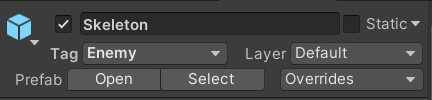 Skeleton Static
Tag Enemy Layer Default
Prefab Open Select Overrides